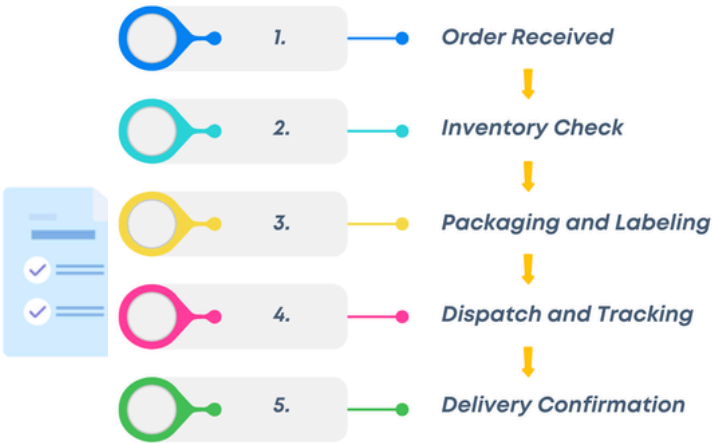 1. Order Received
2. Inventory Check
3. Packaging and Labeling
4. Dispatch and Tracking
5. Delivery Confirmation